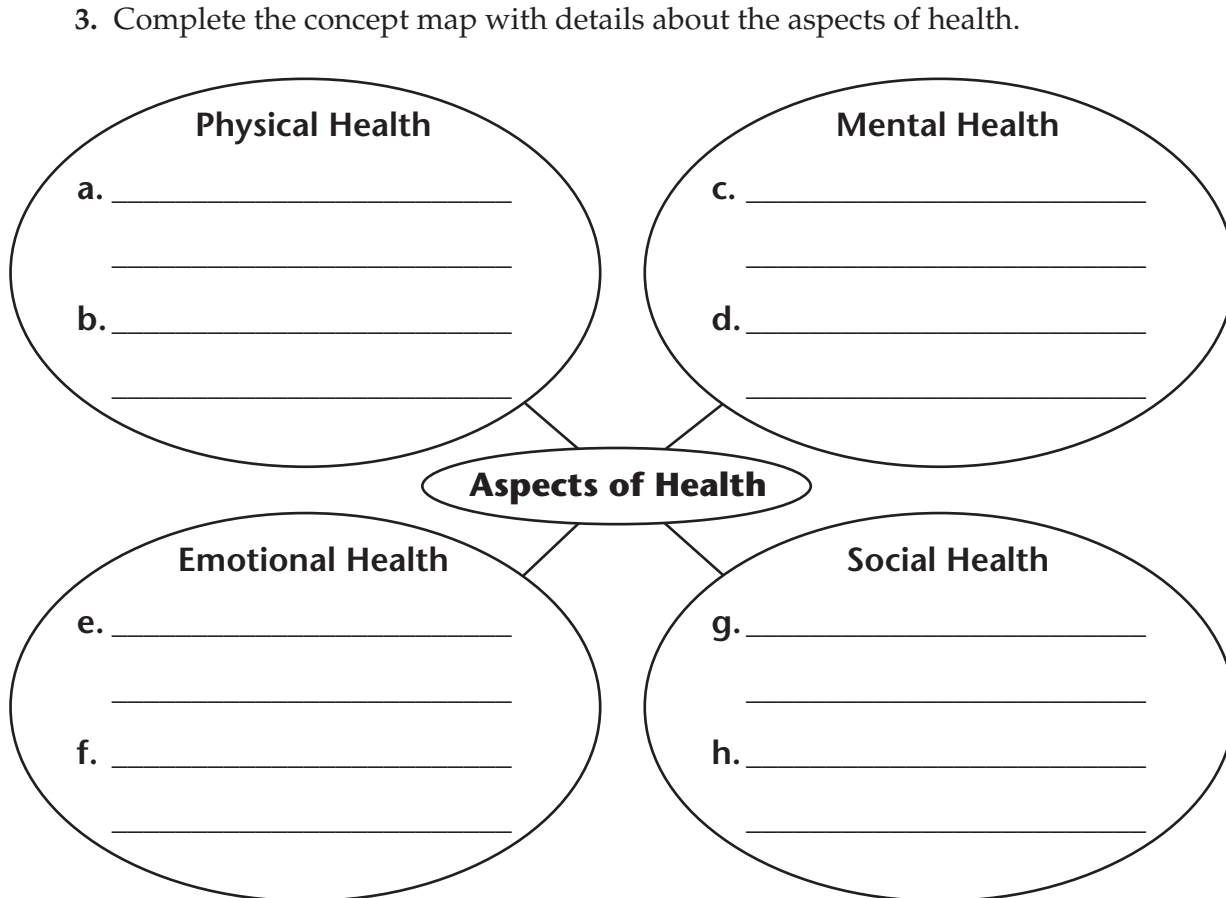 3. Complete the concept map with details about the aspects of health.
Physical Health
a.
b.
Mental Health
c.
d.
Aspects of Health
Emotional Health
e.
f.
Social Health
g.
h.